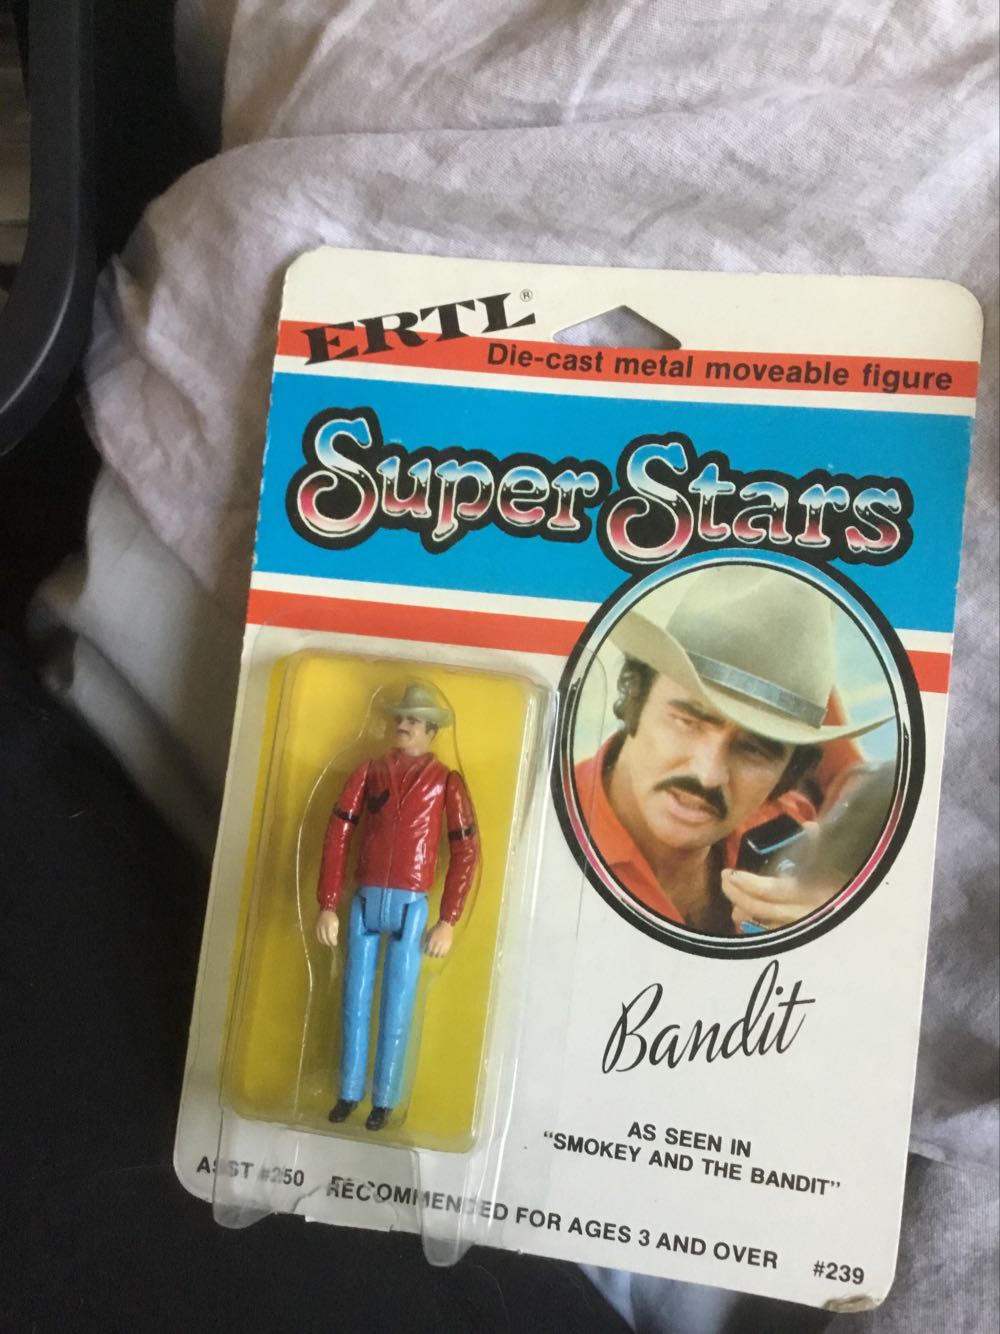 ERTL®
Die-cast metal moveable figure
Super Stars
Bandit
AS SEEN IN
"SMOKEY AND THE BANDIT"
ASST #250 RECOMMENDED FOR AGES 3 AND OVER #239